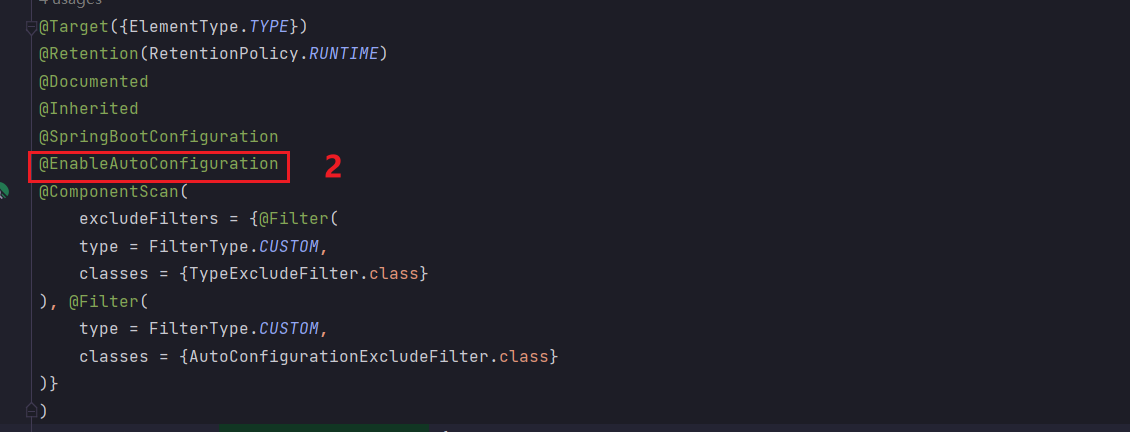 4 usages
@Target({ElementType.TYPE})
@Retention(RetentionPolicy.RUNTIME)
@Documented
@Inherited
@SpringBootConfiguration
@EnableAutoConfiguration 2
@ComponentScan(
excludeFilters = {@Filter(
type = FilterType.CUSTOM,
classes = {TypeExcludeFilter.class}
), @Filter(
type = FilterType.CUSTOM,
classes = {AutoConfigurationExcludeFilter.class}
)}
)